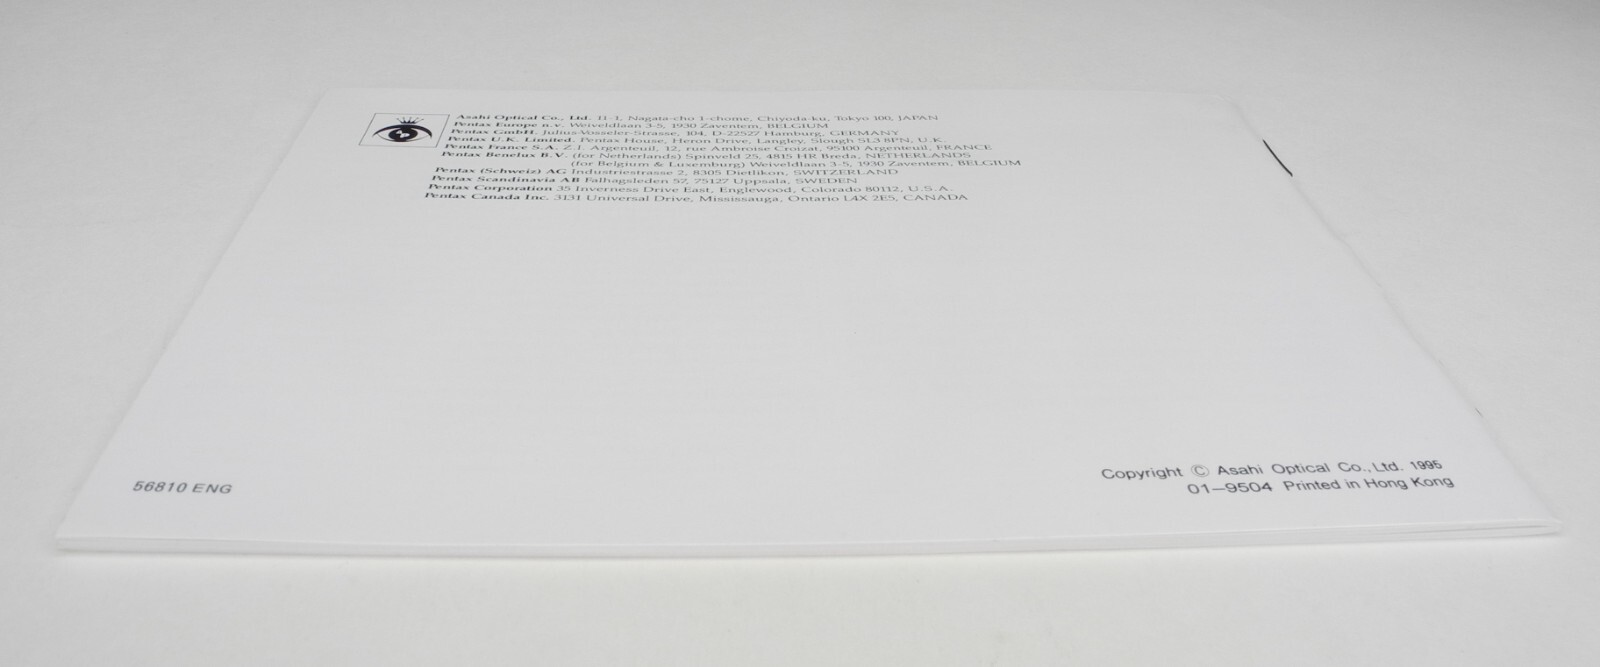 Asahi Optical Co., Ltd. 11-1, Nagata-cho 1-chome, Chiyoda-ku, Tokyo 100, JAPAN
Pentax Europe n.v. Weiveldlaan 3-5, 1930 Zaventem, BELGIUM
Pentax GmbH. Julius-Vosseler-Strasse, 104, D-22527 Hamburg, GERMANY
Pentax U.K. Limited. Pentax House, Heron Drive, Langley, Slough SL3 8PN, U.K.
Pentax France S.A. Z.I. Argenteuil, 12, rue Ambroise Croizat, 95100 Argenteuil, FRANCE
Pentax Benelux B.V. (for Netherlands) Spinveld 25, 4815 HR Breda, NETHERLANDS
(for Belgium & Luxemburg) Weiveldlaan 3-5, 1930 Zaventem, BELGIUM
Pentax (Schweiz) AG Industriestrasse 2, 8305 Dietlikon, SWITZERLAND
Pentax Scandinavia AB Falhagsleden 57, 75127 Uppsala, SWEDEN
Pentax Corporation 35 Inverness Drive East, Englewood, Colorado 80112, U.S.A.
Pentax Canada Inc. 3131 Universal Drive, Mississauga, Ontario L4X 2E5, CANADA
56810 ENG
Copyright © Asahi Optical Co., Ltd. 1995
01—9504 Printed in Hong Kong